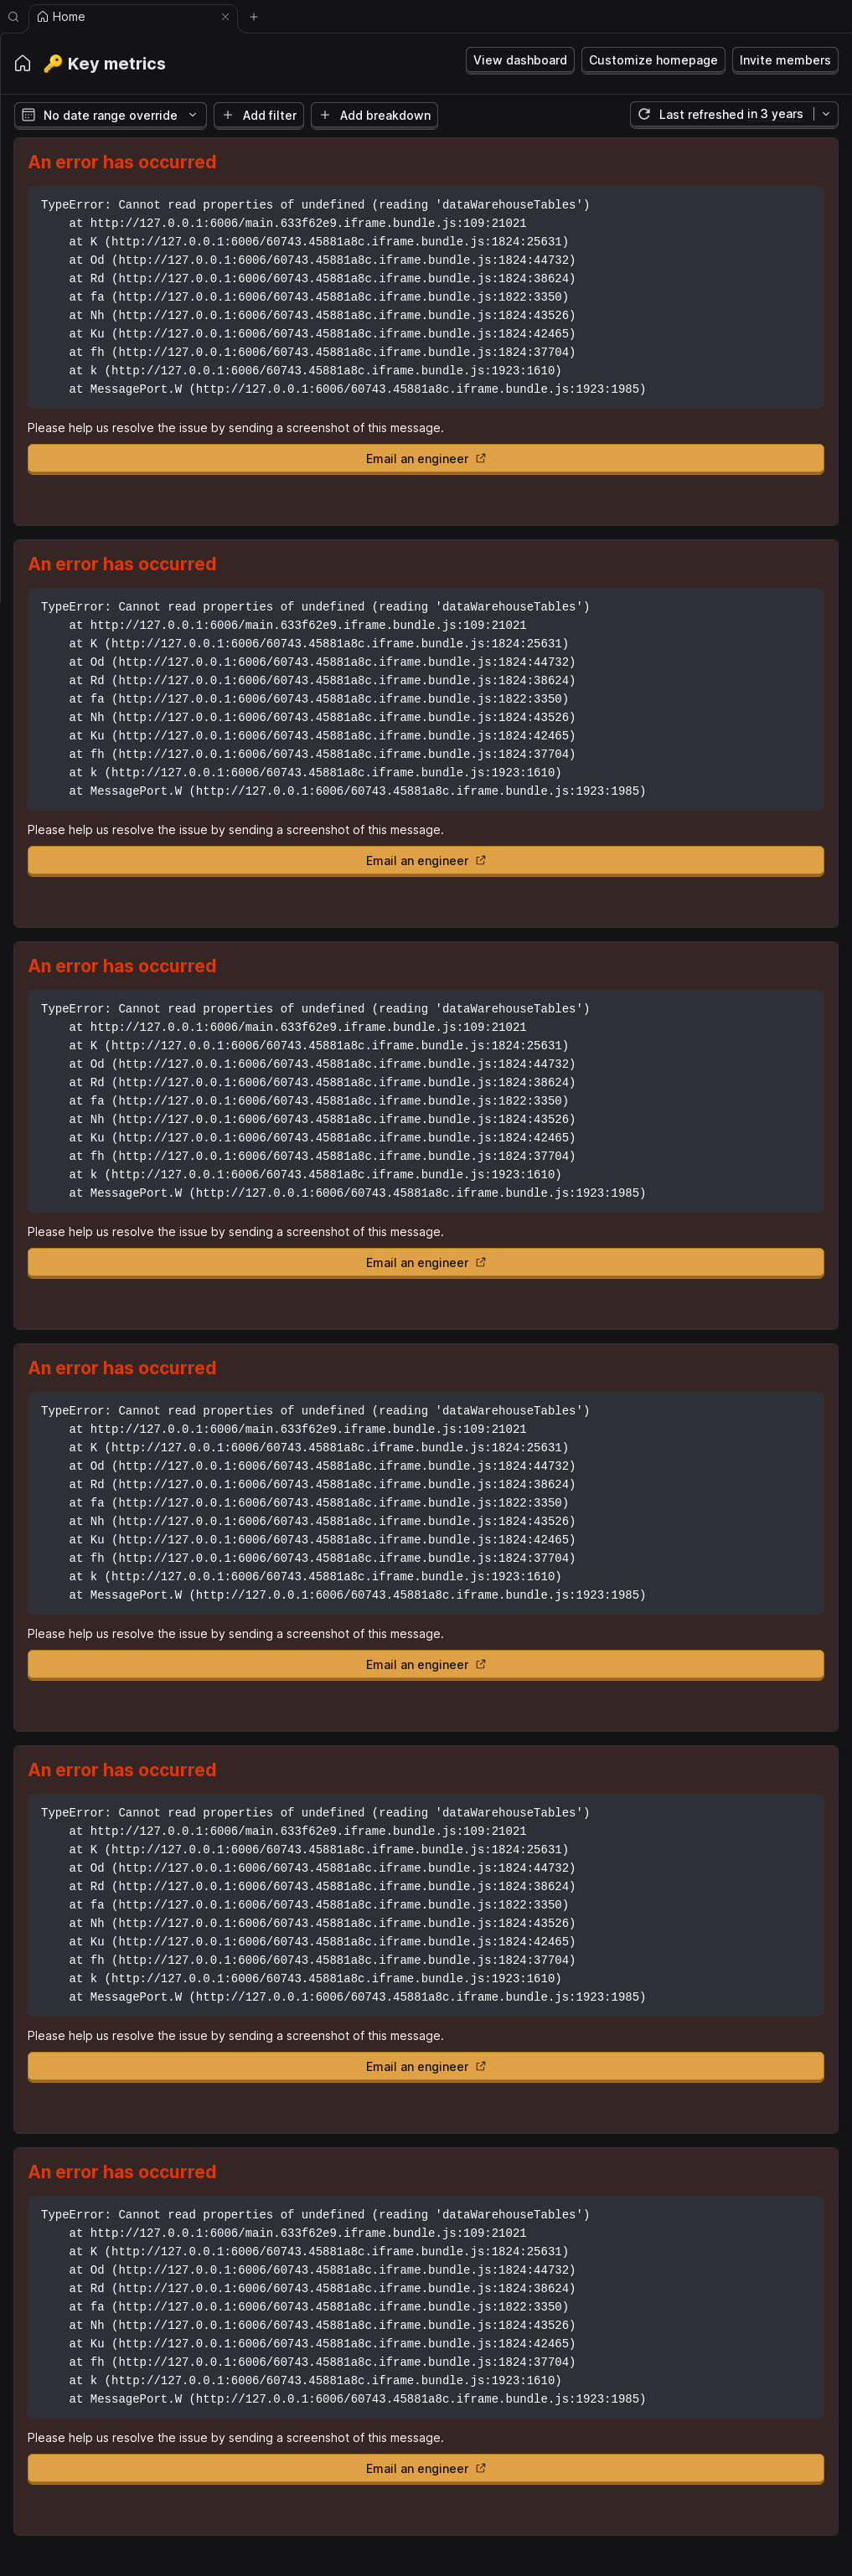 Home
🔑 Key metrics
View dashboard
Customize homepage
Invite members
No date range override
Add filter
Add breakdown
Last refreshed in 3 years
An error has occurred
TypeError: Cannot read properties of undefined (reading 'dataWarehouseTables')
at http://127.0.0.1:6006/main.633f62e9.iframe.bundle.js:109:21021
at K (http://127.0.0.1:6006/60743.45881a8c.iframe.bundle.js:1824:25631)
at Od (http://127.0.0.1:6006/60743.45881a8c.iframe.bundle.js:1824:44732)
at Rd (http://127.0.0.1:6006/60743.45881a8c.iframe.bundle.js:1824:38624)
at fa (http://127.0.0.1:6006/60743.45881a8c.iframe.bundle.js:1822:3350)
at Nh (http://127.0.0.1:6006/60743.45881a8c.iframe.bundle.js:1824:43526)
at Ku (http://127.0.0.1:6006/60743.45881a8c.iframe.bundle.js:1824:42465)
at fh (http://127.0.0.1:6006/60743.45881a8c.iframe.bundle.js:1824:37704)
at k (http://127.0.0.1:6006/60743.45881a8c.iframe.bundle.js:1923:1610)
at MessagePort.W (http://127.0.0.1:6006/60743.45881a8c.iframe.bundle.js:1923:1985)
Please help us resolve the issue by sending a screenshot of this message.
Email an engineer
An error has occurred
TypeError: Cannot read properties of undefined (reading 'dataWarehouseTables')
at http://127.0.0.1:6006/main.633f62e9.iframe.bundle.js:109:21021
at K (http://127.0.0.1:6006/60743.45881a8c.iframe.bundle.js:1824:25631)
at Od (http://127.0.0.1:6006/60743.45881a8c.iframe.bundle.js:1824:44732)
at Rd (http://127.0.0.1:6006/60743.45881a8c.iframe.bundle.js:1824:38624)
at fa (http://127.0.0.1:6006/60743.45881a8c.iframe.bundle.js:1822:3350)
at Nh (http://127.0.0.1:6006/60743.45881a8c.iframe.bundle.js:1824:43526)
at Ku (http://127.0.0.1:6006/60743.45881a8c.iframe.bundle.js:1824:42465)
at fh (http://127.0.0.1:6006/60743.45881a8c.iframe.bundle.js:1824:37704)
at k (http://127.0.0.1:6006/60743.45881a8c.iframe.bundle.js:1923:1610)
at MessagePort.W (http://127.0.0.1:6006/60743.45881a8c.iframe.bundle.js:1923:1985)
Please help us resolve the issue by sending a screenshot of this message.
Email an engineer
An error has occurred
TypeError: Cannot read properties of undefined (reading 'dataWarehouseTables')
at http://127.0.0.1:6006/main.633f62e9.iframe.bundle.js:109:21021
at K (http://127.0.0.1:6006/60743.45881a8c.iframe.bundle.js:1824:25631)
at Od (http://127.0.0.1:6006/60743.45881a8c.iframe.bundle.js:1824:44732)
at Rd (http://127.0.0.1:6006/60743.45881a8c.iframe.bundle.js:1824:38624)
at fa (http://127.0.0.1:6006/60743.45881a8c.iframe.bundle.js:1822:3350)
at Nh (http://127.0.0.1:6006/60743.45881a8c.iframe.bundle.js:1824:43526)
at Ku (http://127.0.0.1:6006/60743.45881a8c.iframe.bundle.js:1824:42465)
at fh (http://127.0.0.1:6006/60743.45881a8c.iframe.bundle.js:1824:37704)
at k (http://127.0.0.1:6006/60743.45881a8c.iframe.bundle.js:1923:1610)
at MessagePort.W (http://127.0.0.1:6006/60743.45881a8c.iframe.bundle.js:1923:1985)
Please help us resolve the issue by sending a screenshot of this message.
Email an engineer
An error has occurred
TypeError: Cannot read properties of undefined (reading 'dataWarehouseTables')
at http://127.0.0.1:6006/main.633f62e9.iframe.bundle.js:109:21021
at K (http://127.0.0.1:6006/60743.45881a8c.iframe.bundle.js:1824:25631)
at Od (http://127.0.0.1:6006/60743.45881a8c.iframe.bundle.js:1824:44732)
at Rd (http://127.0.0.1:6006/60743.45881a8c.iframe.bundle.js:1824:38624)
at fa (http://127.0.0.1:6006/60743.45881a8c.iframe.bundle.js:1822:3350)
at Nh (http://127.0.0.1:6006/60743.45881a8c.iframe.bundle.js:1824:43526)
at Ku (http://127.0.0.1:6006/60743.45881a8c.iframe.bundle.js:1824:42465)
at fh (http://127.0.0.1:6006/60743.45881a8c.iframe.bundle.js:1824:37704)
at k (http://127.0.0.1:6006/60743.45881a8c.iframe.bundle.js:1923:1610)
at MessagePort.W (http://127.0.0.1:6006/60743.45881a8c.iframe.bundle.js:1923:1985)
Please help us resolve the issue by sending a screenshot of this message.
Email an engineer
An error has occurred
TypeError: Cannot read properties of undefined (reading 'dataWarehouseTables')
at http://127.0.0.1:6006/main.633f62e9.iframe.bundle.js:109:21021
at K (http://127.0.0.1:6006/60743.45881a8c.iframe.bundle.js:1824:25631)
at Od (http://127.0.0.1:6006/60743.45881a8c.iframe.bundle.js:1824:44732)
at Rd (http://127.0.0.1:6006/60743.45881a8c.iframe.bundle.js:1824:38624)
at fa (http://127.0.0.1:6006/60743.45881a8c.iframe.bundle.js:1822:3350)
at Nh (http://127.0.0.1:6006/60743.45881a8c.iframe.bundle.js:1824:43526)
at Ku (http://127.0.0.1:6006/60743.45881a8c.iframe.bundle.js:1824:42465)
at fh (http://127.0.0.1:6006/60743.45881a8c.iframe.bundle.js:1824:37704)
at k (http://127.0.0.1:6006/60743.45881a8c.iframe.bundle.js:1923:1610)
at MessagePort.W (http://127.0.0.1:6006/60743.45881a8c.iframe.bundle.js:1923:1985)
Please help us resolve the issue by sending a screenshot of this message.
Email an engineer
An error has occurred
TypeError: Cannot read properties of undefined (reading 'dataWarehouseTables')
at http://127.0.0.1:6006/main.633f62e9.iframe.bundle.js:109:21021
at K (http://127.0.0.1:6006/60743.45881a8c.iframe.bundle.js:1824:25631)
at Od (http://127.0.0.1:6006/60743.45881a8c.iframe.bundle.js:1824:44732)
at Rd (http://127.0.0.1:6006/60743.45881a8c.iframe.bundle.js:1824:38624)
at fa (http://127.0.0.1:6006/60743.45881a8c.iframe.bundle.js:1822:3350)
at Nh (http://127.0.0.1:6006/60743.45881a8c.iframe.bundle.js:1824:43526)
at Ku (http://127.0.0.1:6006/60743.45881a8c.iframe.bundle.js:1824:42465)
at fh (http://127.0.0.1:6006/60743.45881a8c.iframe.bundle.js:1824:37704)
at k (http://127.0.0.1:6006/60743.45881a8c.iframe.bundle.js:1923:1610)
at MessagePort.W (http://127.0.0.1:6006/60743.45881a8c.iframe.bundle.js:1923:1985)
Please help us resolve the issue by sending a screenshot of this message.
Email an engineer